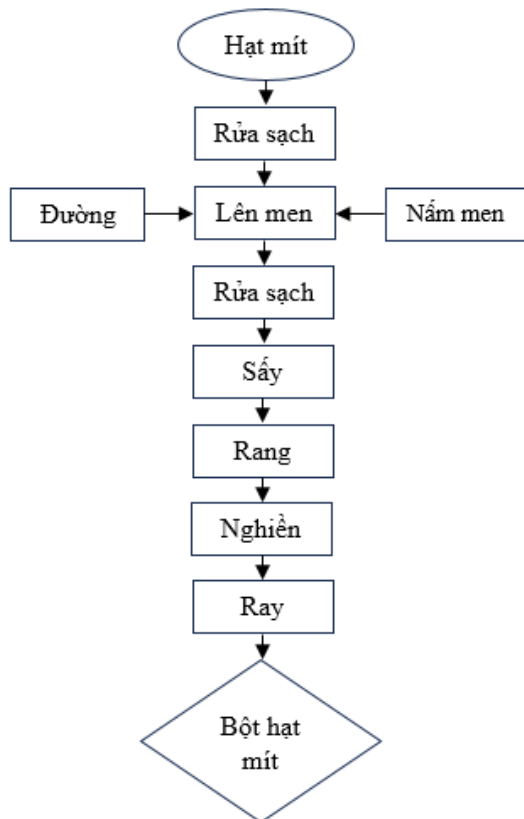 Hạt mít
Rửa sạch
Đường
Lên men
Nấm men
Rửa sạch
Sấy
Rang
Nghiền
Ray
Bột hạt
mít